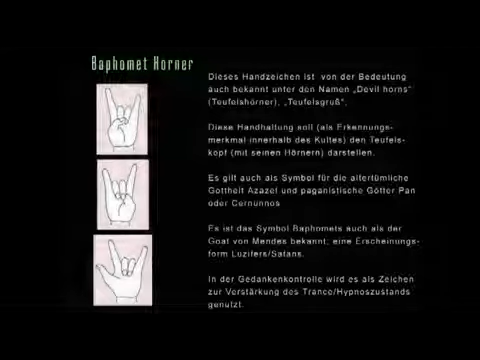 Baphomet Hörner
Dieses Handzeichen ist von der Bedeutung
auch bekannt unter den Namen „Devil horns“
(Teufelshörner), „Teufelsgruß“.
Diese Handhaltung soll (als Erkennungs-
merkmal innerhalb des Kultes) den Teufels-
kopf (mit seinen Hörnern) darstellen.
Es gilt auch als Symbol für die altertümliche
Gottheit Azazel und paganistische Götter Pan
oder Cernunnos
Es ist das Symbol Baphomets auch als der
Goat von Mendes bekannt; eine Erscheinungs-
form Luzifers/Satans.
In der Gedankenkontrolle wird es als Zeichen
zur Verstärkung des Trance/Hypnoszustands
genutzt.